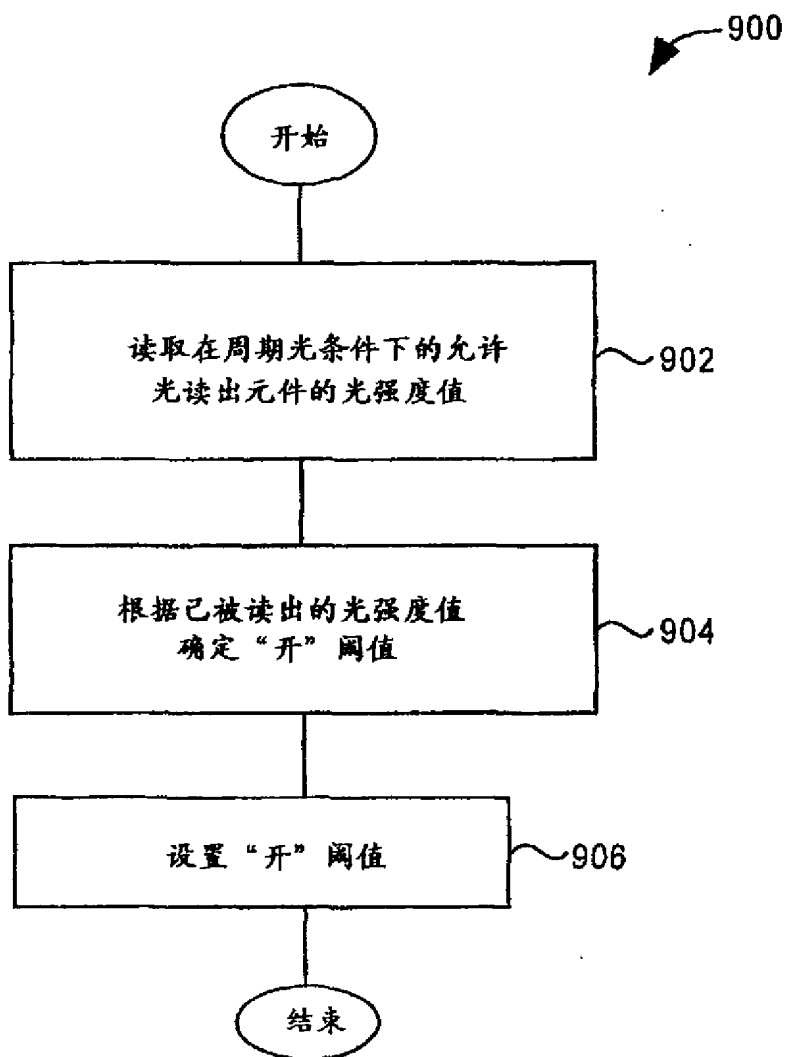 900
开始
读取在周期光条件下的允许
光读出元件的光强度值
902
根据已被读出的光强度值
确定“开”阈值
904
设置“开”阈值
906
结束